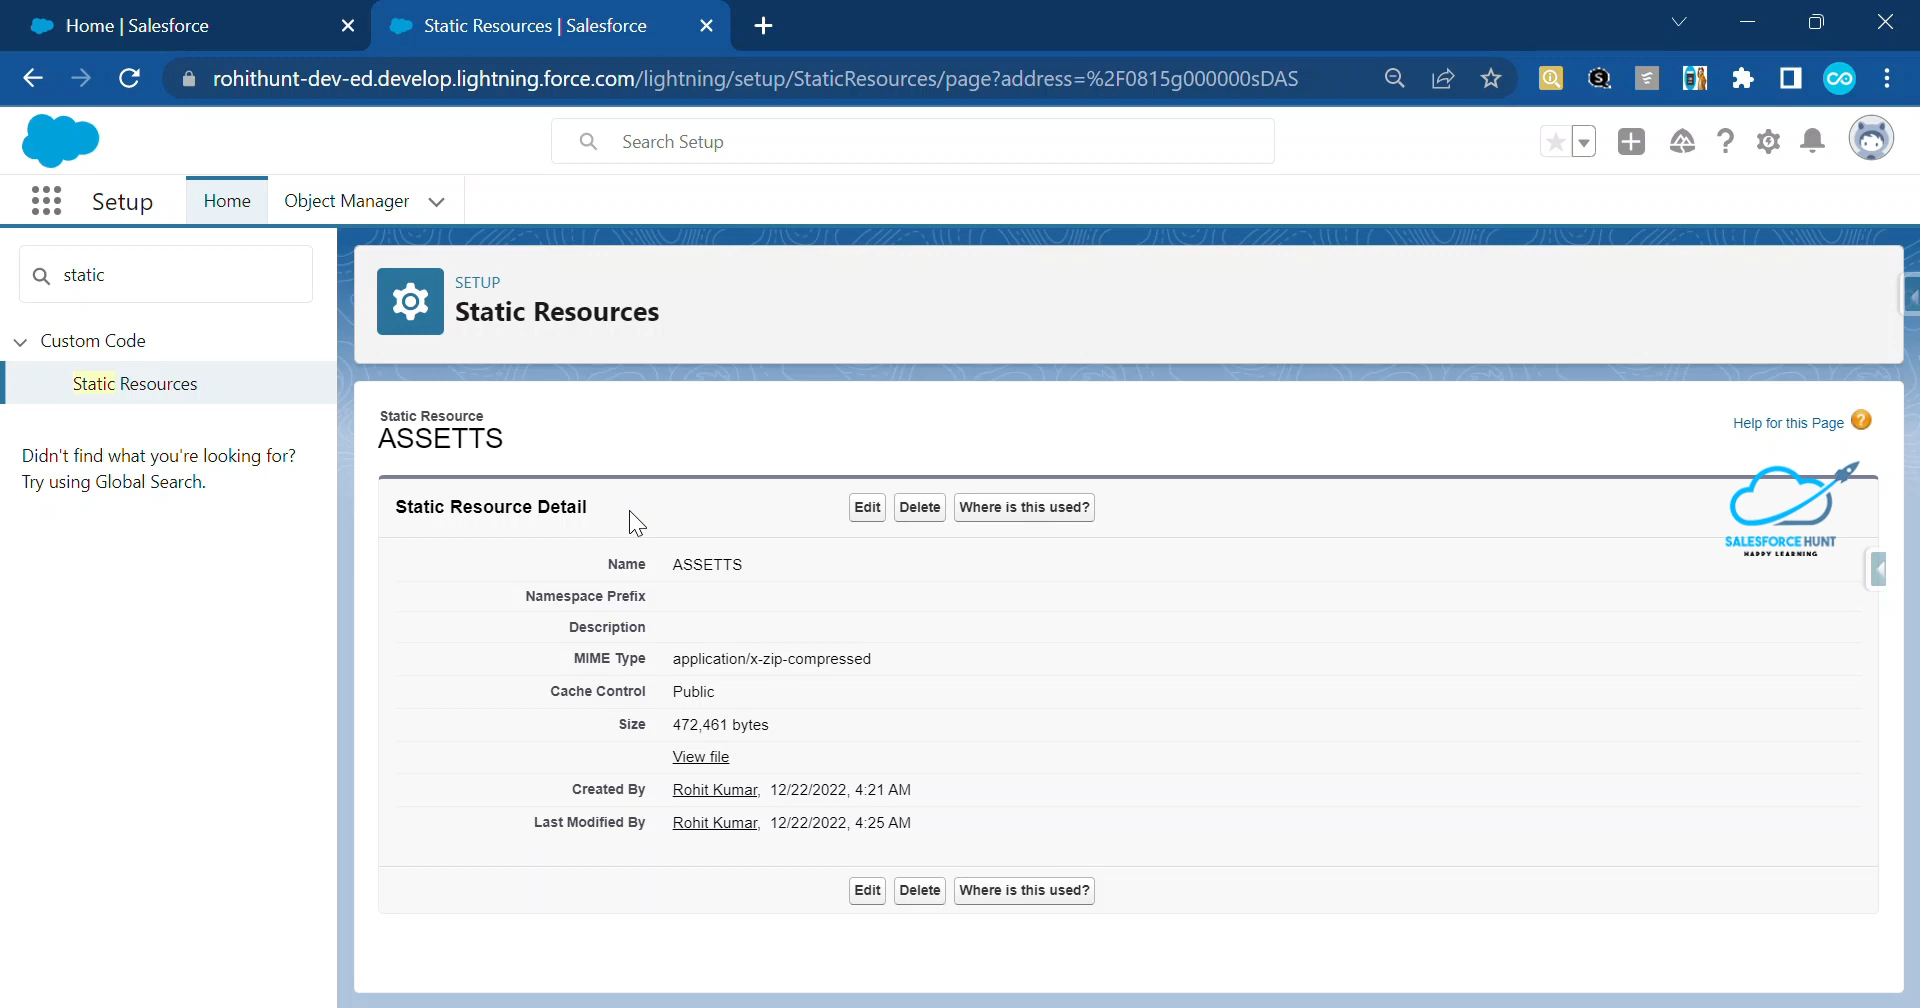 Home | Salesforce
Static Resources | Salesforce
rohithunt-dev-ed.develop.lightning.force.com/lightning/setup/StaticResources/page?address=%2F0815g000000sDAS
Search Setup
Setup
Home
Object Manager
static
Custom Code
Static Resources
Didn't find what you're looking for?
Try using Global Search.
SETUP
Static Resources
Static Resource
ASSETTS
Help for this Page
Static Resource Detail
Edit
Delete
Where is this used?
SALESFORCE HUNT
HAPPY LEARNING
Name ASSETTS
Namespace Prefix
Description
MIME Type application/x-zip-compressed
Cache Control Public
Size 472,461 bytes
View file
Created By Rohit Kumar, 12/22/2022, 4:21 AM
Last Modified By Rohit Kumar, 12/22/2022, 4:25 AM
Edit
Delete
Where is this used?